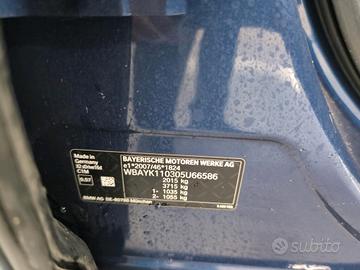 Made in
Germany
BAYERISCHE MOTOREN WERKE AG
e1*2007/46*1824
WBAYK110305U66586
2015 kg
3715 kg
1- 1035 kg
2- 1055 kg
BMW AG DE-80788 München
subito